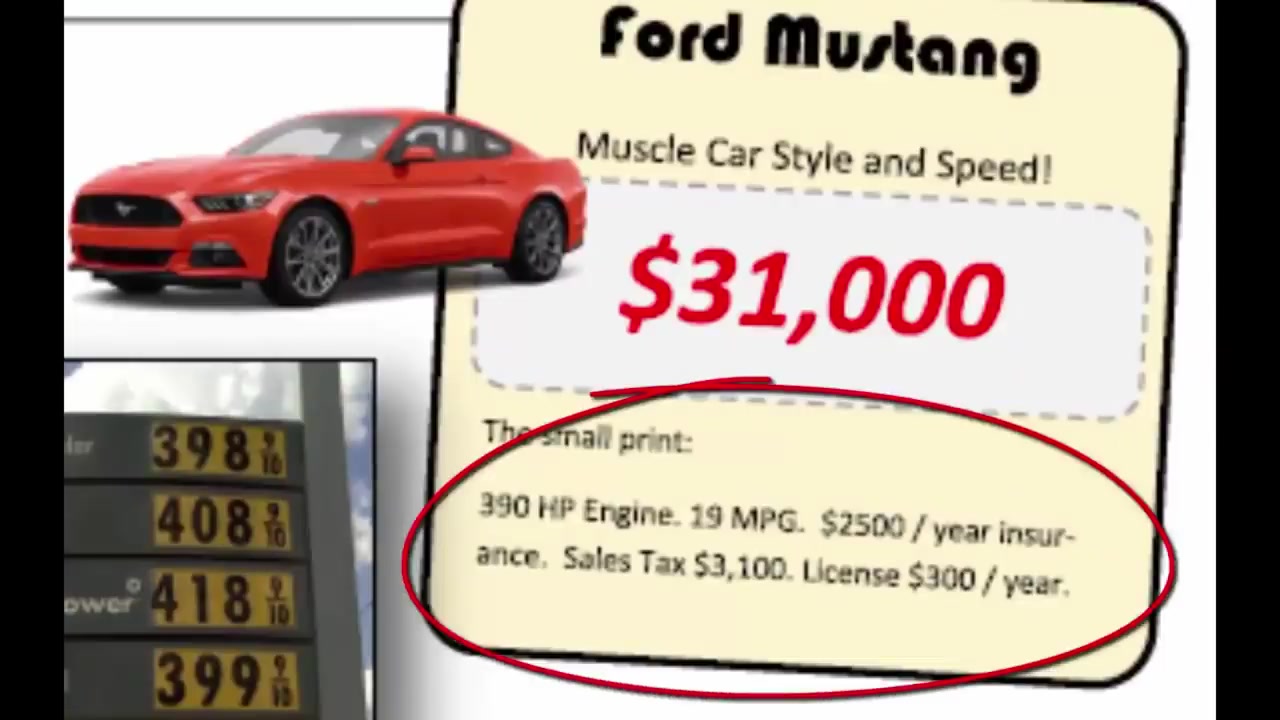 Ford Mustang
Muscle Car Style and Speed!
$31,000
The small print:
390 HP Engine. 19 MPG. $2500 / year insur-
ance. Sales Tax $3,100. License $300 / year.
398 9/10
408 9/10
418 9/10
399 9/10